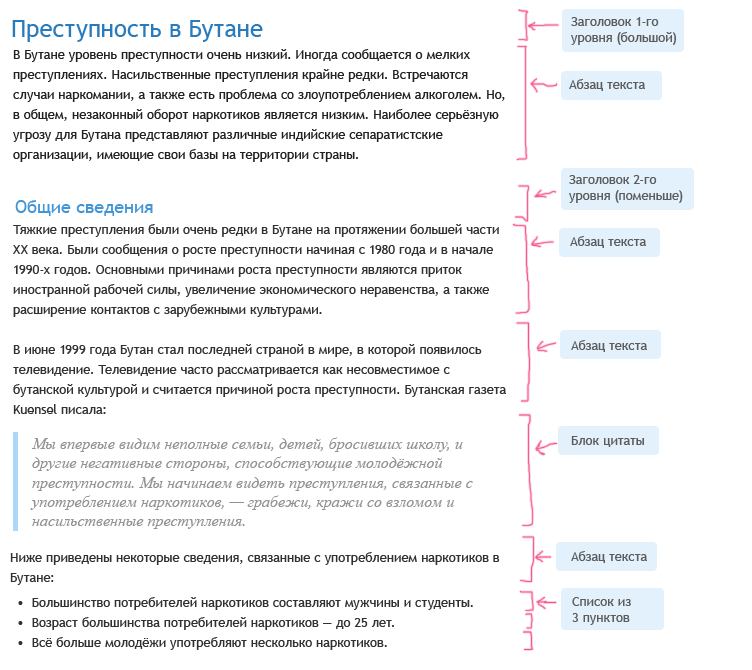 Преступность в Бутане
Заголовок 1-го
уровня (большой)
В Бутане уровень преступности очень низкий. Иногда сообщается о мелких
преступлениях. Насильственные преступления крайне редки. Встречаются
случаи наркомании, а также есть проблема со злоупотреблением алкоголем. Но,
в общем, незаконный оборот наркотиков является низким. Наиболее серьёзную
угрозу для Бутана представляют различные индийские сепаратистские
организации, имеющие свои базы на территории страны.
Абзац текста
Общие сведения
Заголовок 2-го
уровня (поменьше)
Тяжкие преступления были очень редки в Бутане на протяжении большей части
XX века. Были сообщения о росте преступности начиная с 1980 года и в начале
1990-х годов. Основными причинами роста преступности являются приток
иностранной рабочей силы, увеличение экономического неравенства, а также
расширение контактов с зарубежными культурами.
Абзац текста
В июне 1999 года Бутан стал последней страной в мире, в которой появилось
телевидение. Телевидение часто рассматривается как несовместимое с
бутанской культурой и считается причиной роста преступности. Бутанская газета
Kuensel писала:
Абзац текста
Мы впервые видим неполные семьи, детей, бросивших школу, и
другие негативные стороны, способствующие молодёжной
преступности. Мы начинаем видеть преступления, связанные с
употреблением наркотиков, — грабежи, кражи со взломом и
насильственные преступления.
Блок цитаты
Ниже приведены некоторые сведения, связанные с употреблением наркотиков в
Бутане:
Абзац текста
• Большинство потребителей наркотиков составляют мужчины и студенты.
• Возраст большинства потребителей наркотиков — до 25 лет.
• Всё больше молодёжи употребляют несколько наркотиков.
Список из
3 пунктов